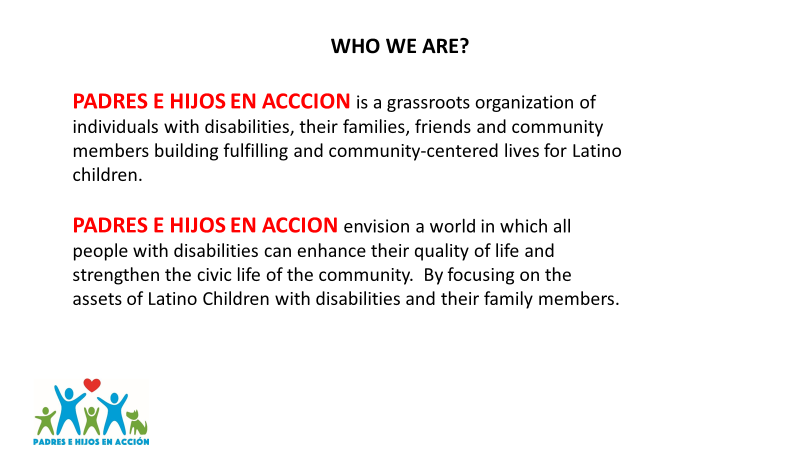 WHO WE ARE?
PADRES E HIJOS EN ACCCION is a grassroots organization of
individuals with disabilities, their families, friends and community
members building fulfilling and community-centered lives for Latino
children.
PADRES E HIJOS EN ACCION envision a world in which all
people with disabilities can enhance their quality of life and
strengthen the civic life of the community.  By focusing on the
assets of Latino Children with disabilities and their family members.
PADRES E HIJOS EN ACCIÓN